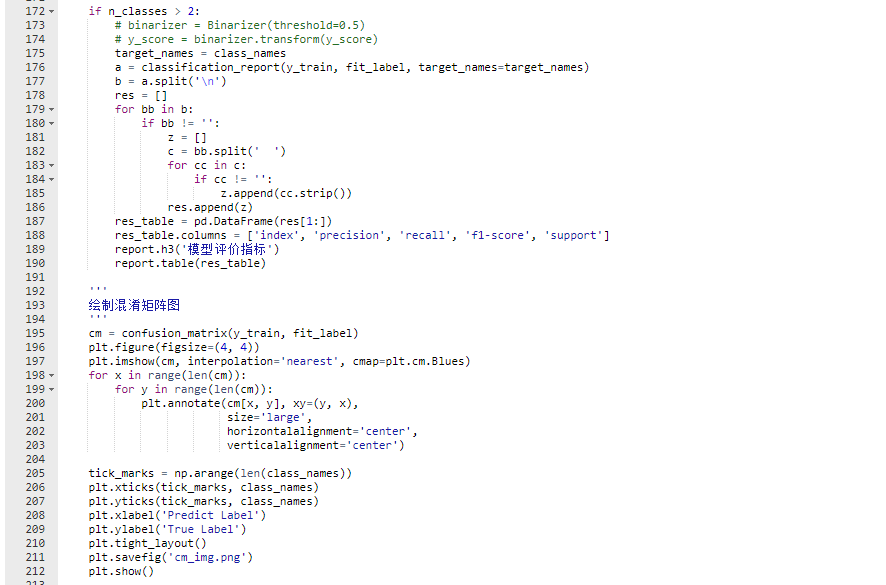 172 if n_classes > 2:
173 # binarizer = Binarizer(threshold=0.5)
174 # y_score = binarizer.transform(y_score)
175 target_names = class_names
176 a = classification_report(y_train, fit_label, target_names=target_names)
177 b = a.split('\n')
178 res = []
179 for bb in b:
180 if bb != '':
181 z = []
182 c = bb.split('  ')
183 for cc in c:
184 if cc != '':
185 z.append(cc.strip())
186 res.append(z)
187 res_table = pd.DataFrame(res[1:])
188 res_table.columns = ['index', 'precision', 'recall', 'f1-score', 'support']
189 report.h3('模型评价指标')
190 report.table(res_table)
191
192 '''
193 绘制混淆矩阵图
194 '''
195 cm = confusion_matrix(y_train, fit_label)
196 plt.figure(figsize=(4, 4))
197 plt.imshow(cm, interpolation='nearest', cmap=plt.cm.Blues)
198 for x in range(len(cm)):
199 for y in range(len(cm)):
200 plt.annotate(cm[x, y], xy=(y, x),
201 size='large',
202 horizontalalignment='center',
203 verticalalignment='center')
204
205 tick_marks = np.arange(len(class_names))
206 plt.xticks(tick_marks, class_names)
207 plt.yticks(tick_marks, class_names)
208 plt.xlabel('Predict Label')
209 plt.ylabel('True Label')
210 plt.tight_layout()
211 plt.savefig('cm_img.png')
212 plt.show()